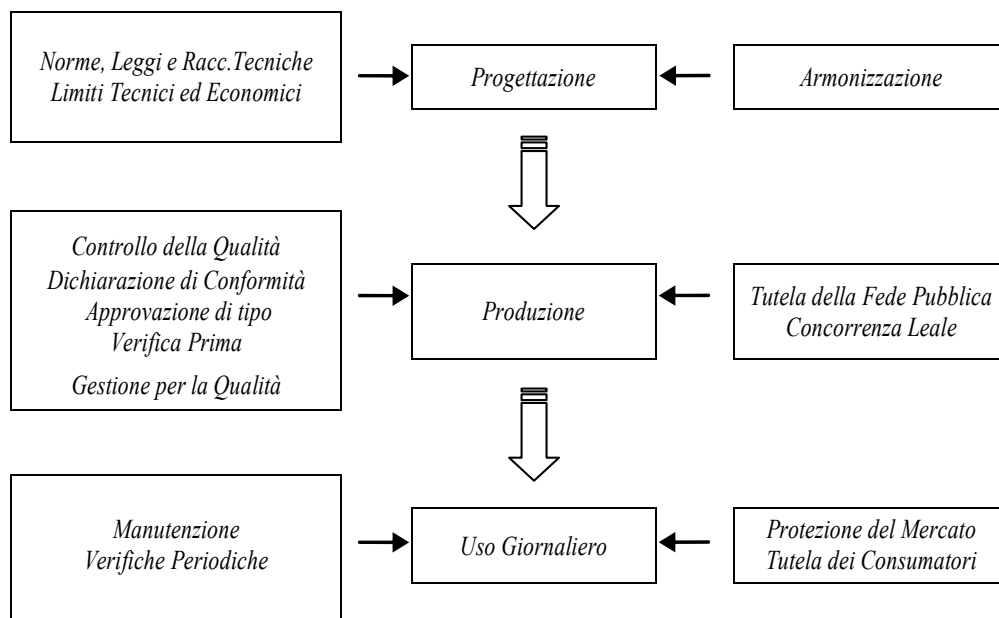 Norme, Leggi e Racc.Tecniche
Limiti Tecnici ed Economici
Progettazione
Armonizzazione
Controllo della Qualità
Dichiarazione di Conformità
Approvazione di tipo
Verifica Prima
Gestione per la Qualità
Produzione
Tutela della Fede Pubblica
Concorrenza Leale
Manutenzione
Verifiche Periodiche
Uso Giornaliero
Protezione del Mercato
Tutela dei Consumatori